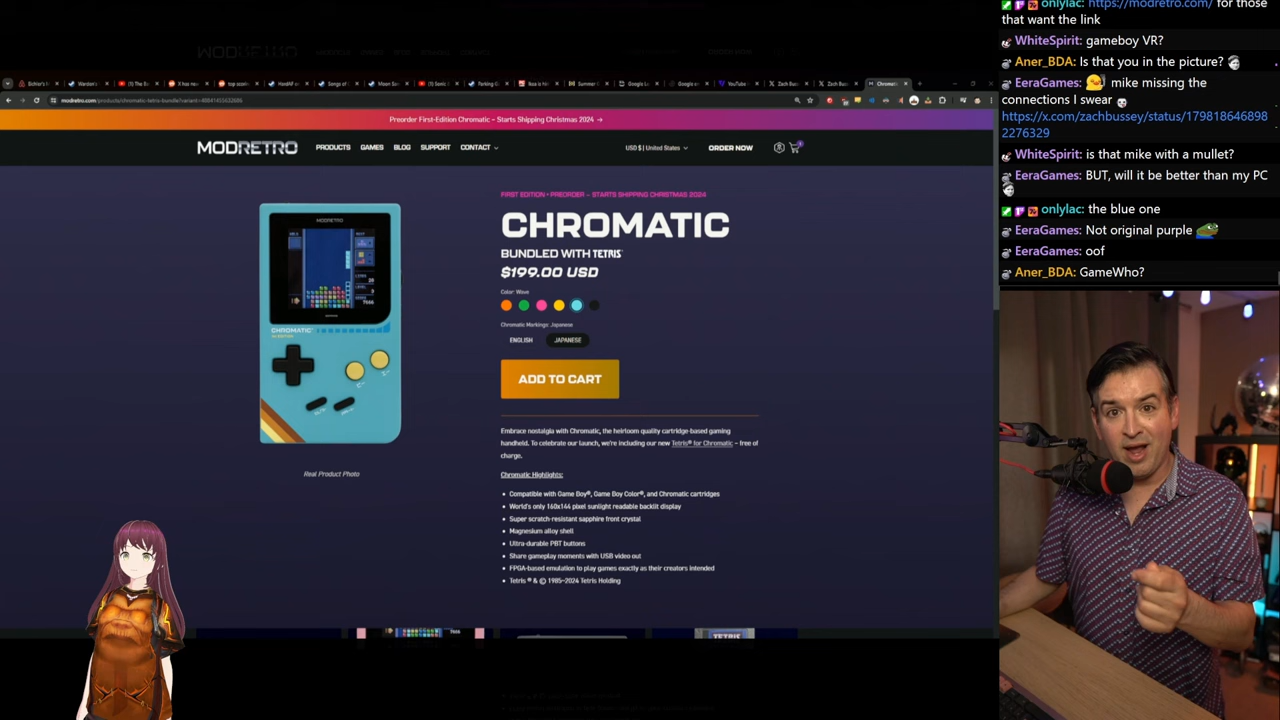 Preorder First-Edition Chromatic – Starts Shipping Christmas 2024 →
MODRETRO
PRODUCTS
GAMES
BLOG
SUPPORT
CONTACT
USD $ | United States
ORDER NOW
FIRST EDITION • PREORDER – STARTS SHIPPING CHRISTMAS 2024
CHROMATIC
BUNDLED WITH TETRIS
$199.00 USD
Color: Wave
Chromatic Markings: Japanese
ENGLISH
JAPANESE
ADD TO CART
Embrace nostalgia with Chromatic, the heirloom quality cartridge-based gaming
handheld. To celebrate our launch, we're including our new Tetris® for Chromatic – free of
charge.
Chromatic Highlights:
• Compatible with Game Boy®, Game Boy Color®, and Chromatic cartridges
• World's only 160x144 pixel sunlight readable backlit display
• Super scratch-resistant sapphire front crystal
• Magnesium alloy shell
• Ultra-durable PBT buttons
• Share gameplay moments with USB video out
• FPGA-based emulation to play games exactly as their creators intended
• Tetris ® & © 1985~2024 Tetris Holding
MODRETRO
CHROMATIC
Real Product Photo
TETRIS
onlylac: https://modretro.com/ for those
that want the link
WhiteSpirit: gameboy VR?
Aner_BDA: Is that you in the picture?
EeraGames: mike missing the
connections I swear
https://x.com/zachbussey/status/179818646898
2276329
WhiteSpirit: is that mike with a mullet?
EeraGames: BUT, will it be better than my PC
onlylac: the blue one
EeraGames: Not original purple
EeraGames: oof
Aner_BDA: GameWho?